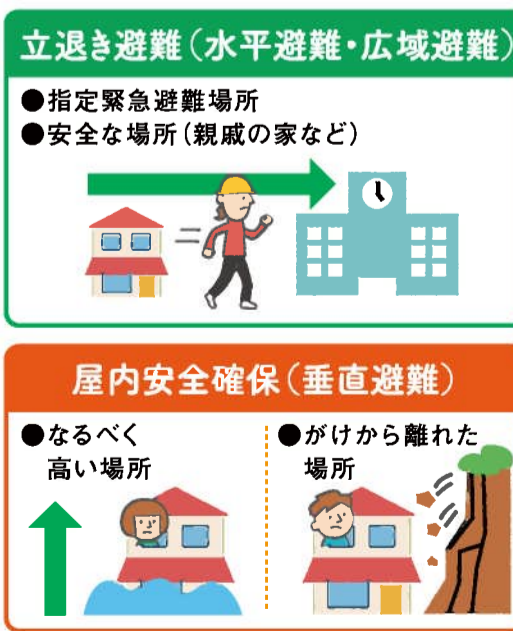 立退き避難(水平避難・広域避難)
●指定緊急避難場所
●安全な場所(親戚の家など)
屋内安全確保(垂直避難)
●なるべく
高い場所
●がけから離れた
場所